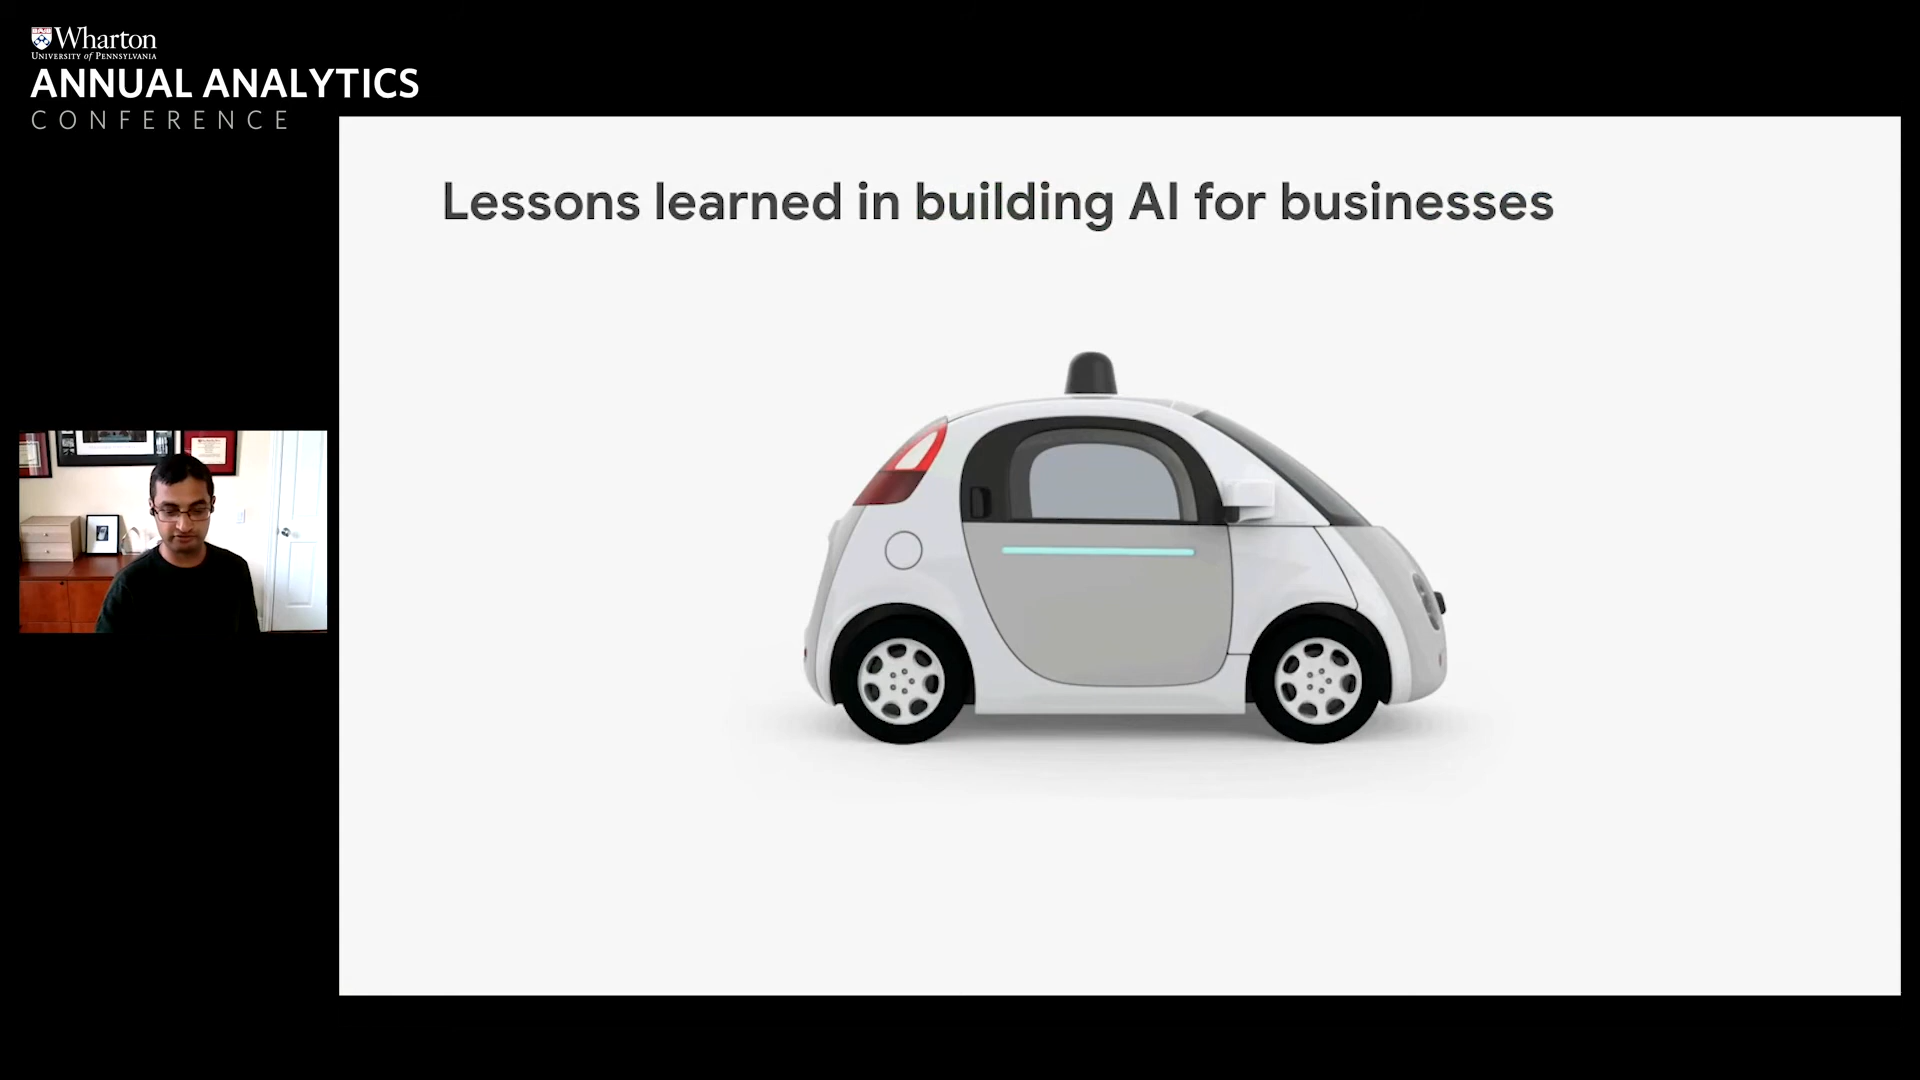 Wharton
UNIVERSITY of PENNSYLVANIA
ANNUAL ANALYTICS
CONFERENCE
Lessons learned in building AI for businesses